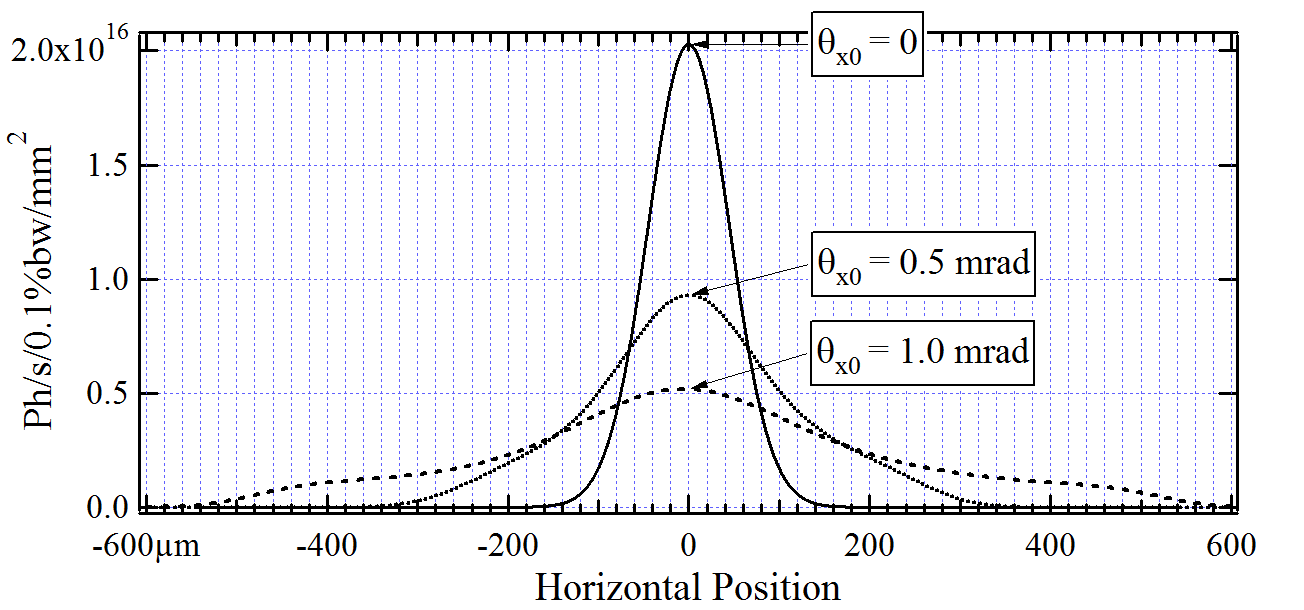 2.0x10^16
1.5
1.0
0.5
0.0
Ph/s/0.1%bw/mm^2
θx0 = 0
θx0 = 0.5 mrad
θx0 = 1.0 mrad
-600µm
-400
-200
0
200
400
600
Horizontal Position